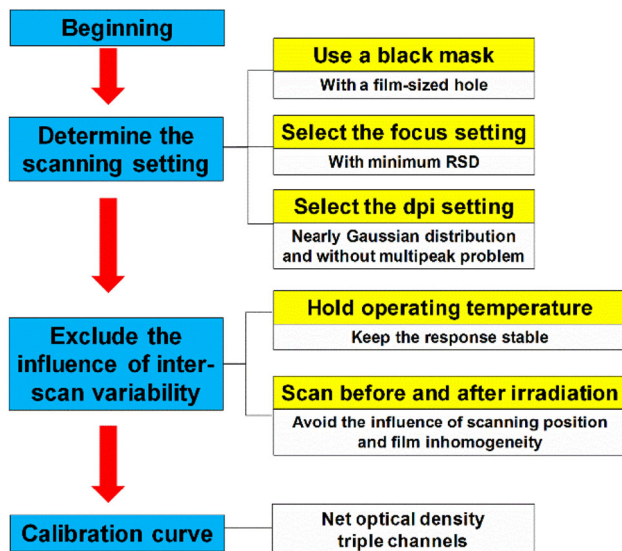 Beginning
Use a black mask
With a film-sized hole
Determine the
scanning setting
Select the focus setting
With minimum RSD
Select the dpi setting
Nearly Gaussian distribution
and without multipeak problem
Exclude the
influence of inter-
scan variability
Hold operating temperature
Keep the response stable
Scan before and after irradiation
Avoid the influence of scanning position
and film inhomogeneity
Calibration curve
Net optical density
triple channels